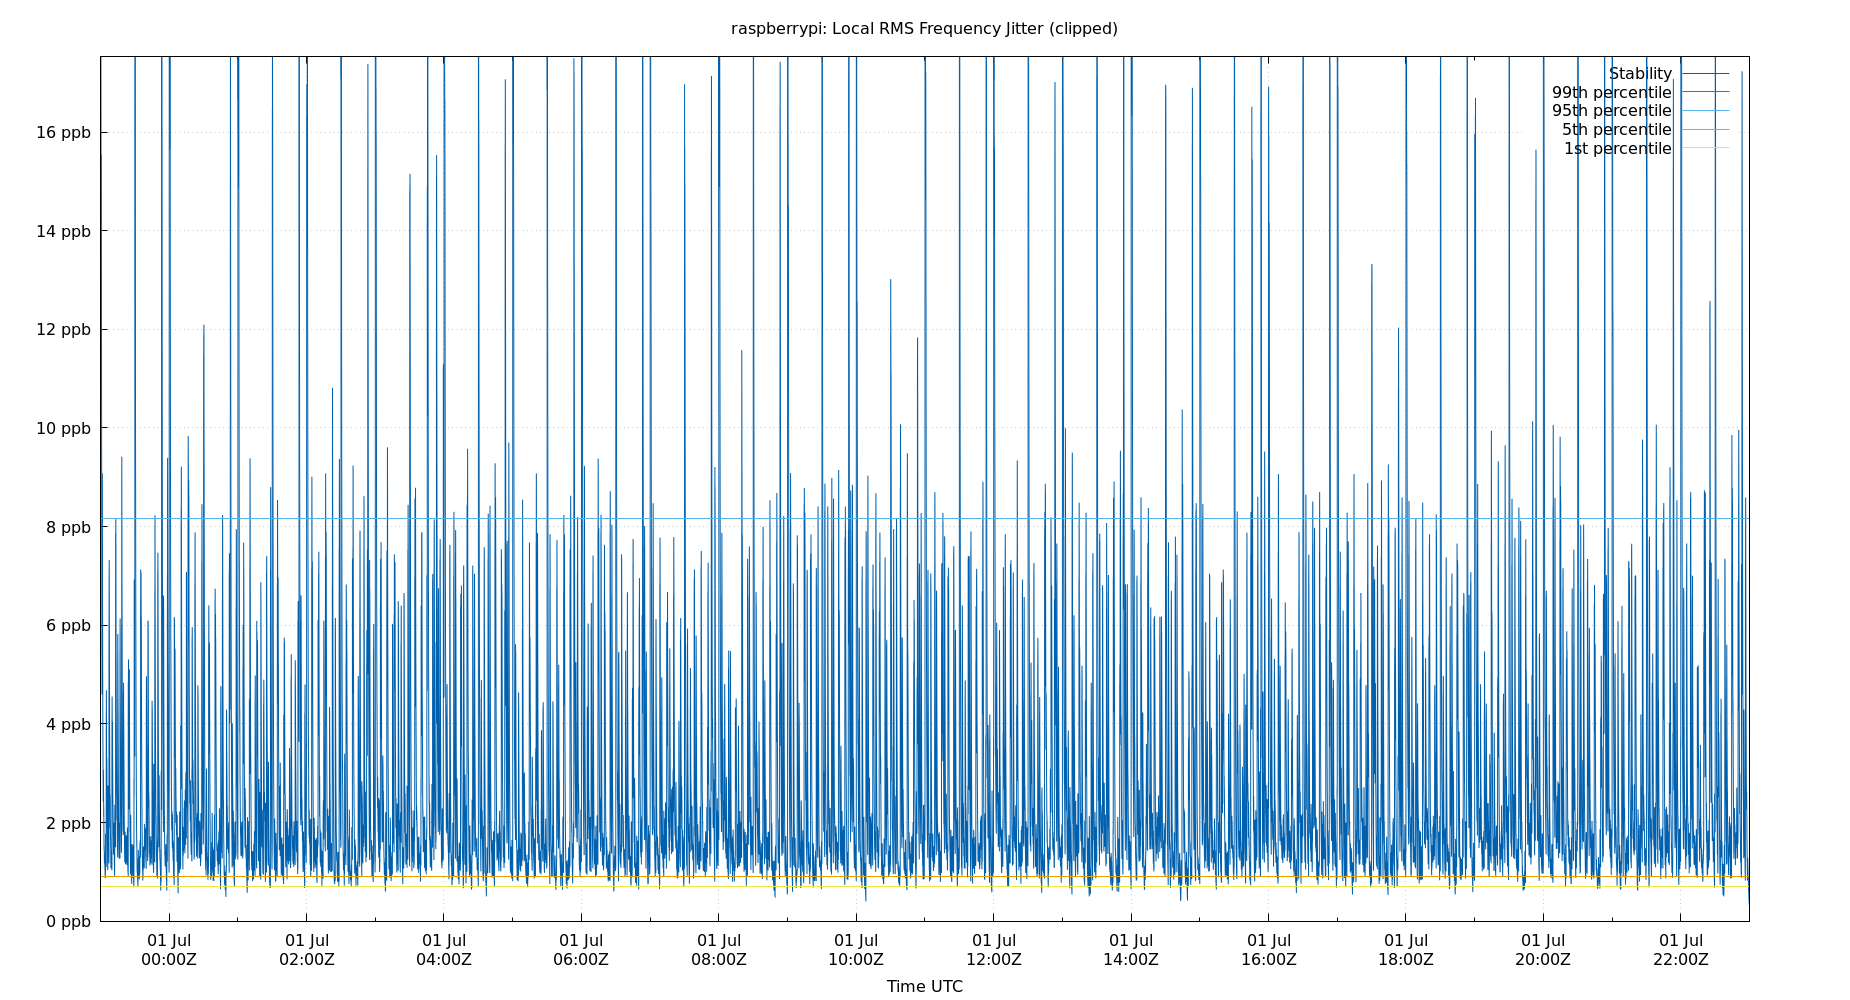 raspberrypi: Local RMS Frequency Jitter (clipped)
Stability
99th percentile
95th percentile
5th percentile
1st percentile
16 ppb
14 ppb
12 ppb
10 ppb
8 ppb
6 ppb
4 ppb
2 ppb
0 ppb
01 Jul 01 Jul 01 Jul 01 Jul 01 Jul 01 Jul 01 Jul 01 Jul 01 Jul 01 Jul 01 Jul 01 Jul
00:00Z 02:00Z 04:00Z 06:00Z 08:00Z 10:00Z 12:00Z 14:00Z 16:00Z 18:00Z 20:00Z 22:00Z
Time UTC